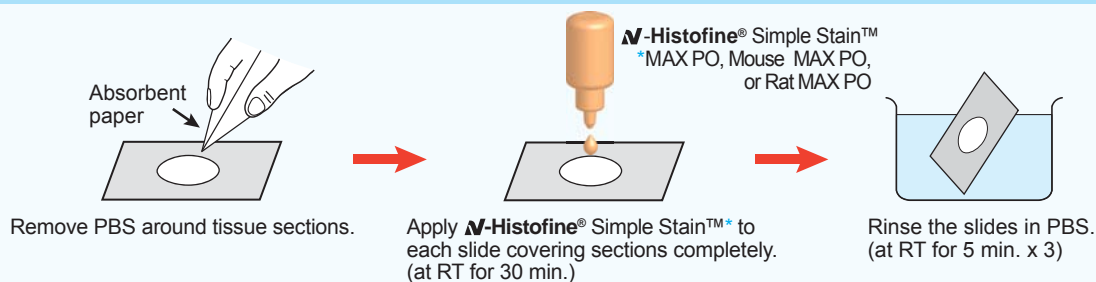 Absorbent
paper
N-Histofine® Simple Stain™
*MAX PO, Mouse MAX PO,
or Rat MAX PO
Remove PBS around tissue sections.
Apply N-Histofine® Simple Stain™* to
each slide covering sections completely.
(at RT for 30 min.)
Rinse the slides in PBS.
(at RT for 5 min. x 3)